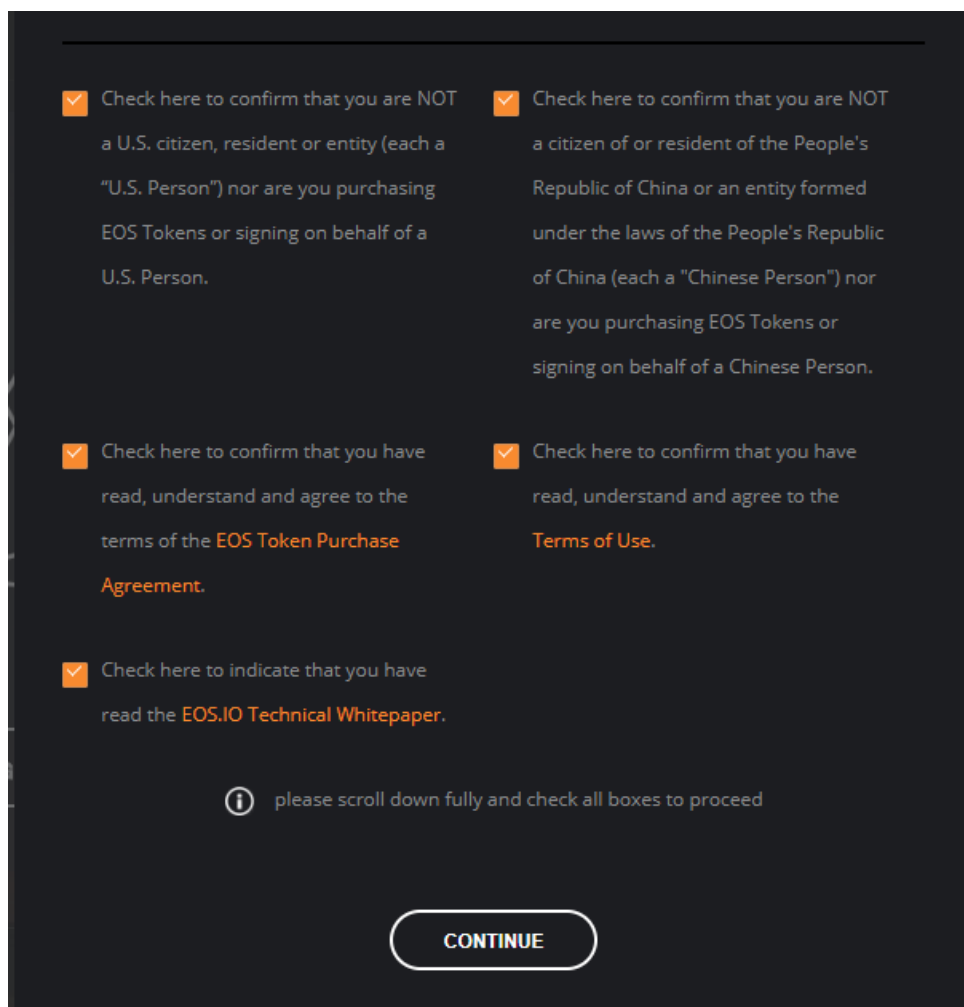 Check here to confirm that you are NOT
a U.S. citizen, resident or entity (each a
“U.S. Person”) nor are you purchasing
EOS Tokens or signing on behalf of a
U.S. Person.
Check here to confirm that you are NOT
a citizen of or resident of the People's
Republic of China or an entity formed
under the laws of the People's Republic
of China (each a "Chinese Person") nor
are you purchasing EOS Tokens or
signing on behalf of a Chinese Person.
Check here to confirm that you have
read, understand and agree to the
terms of the EOS Token Purchase
Agreement.
Check here to confirm that you have
read, understand and agree to the
Terms of Use.
Check here to indicate that you have
read the EOS.IO Technical Whitepaper.
please scroll down fully and check all boxes to proceed
CONTINUE